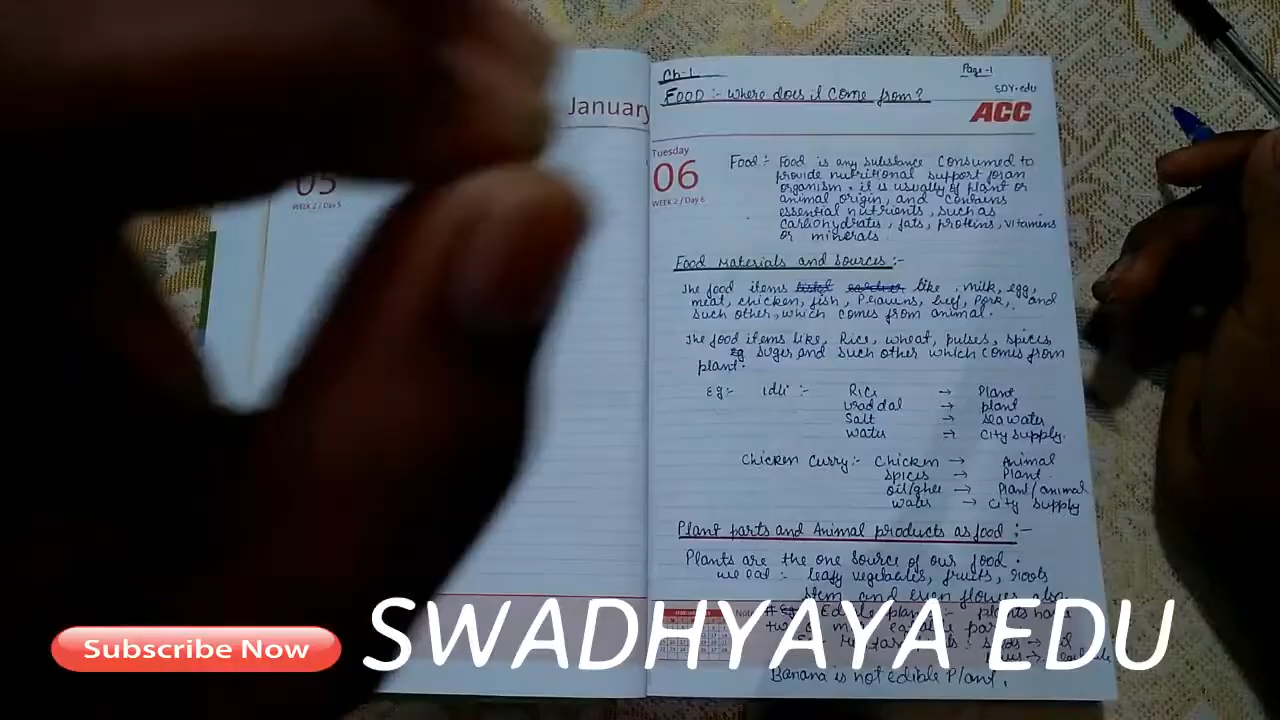 January
05
WEEK 2 / Day 5
Ch-1
Page-1
FOOD :- Where does it come from?
SDY-edu
ACC
Tuesday
06
WEEK 2 / Day 6
Food :- Food is any substance consumed to
provide nutritional support for an
organism. it is usually of plant or
animal origin, and contains
essential nutrients, such as
carbohydrates, fats, proteins, vitamins
or minerals
Food Materials and Sources :-
The food items like, milk, egg,
meat, chicken, fish, Prawns, beef, Pork, and
such other, which comes from animal.
The food items like, Rice, wheat, pulses, spices
suger and such other which comes from
plant.
Eg:- idli :- Rice → Plant
Urad dal → plant
Salt → sea water
Water → City supply.
Chicken Curry:- Chicken → Animal
spices → Plant
oil/ghee → Plant/animal
water → City supply
Plant parts and Animal products as food :-
Plants are the one source of our food.
we eat :- leafy vegetables, fruits, roots
stem and even flower also
Note
plants
Banana is not edible Plant.
SWADHYAYA EDU
Subscribe Now